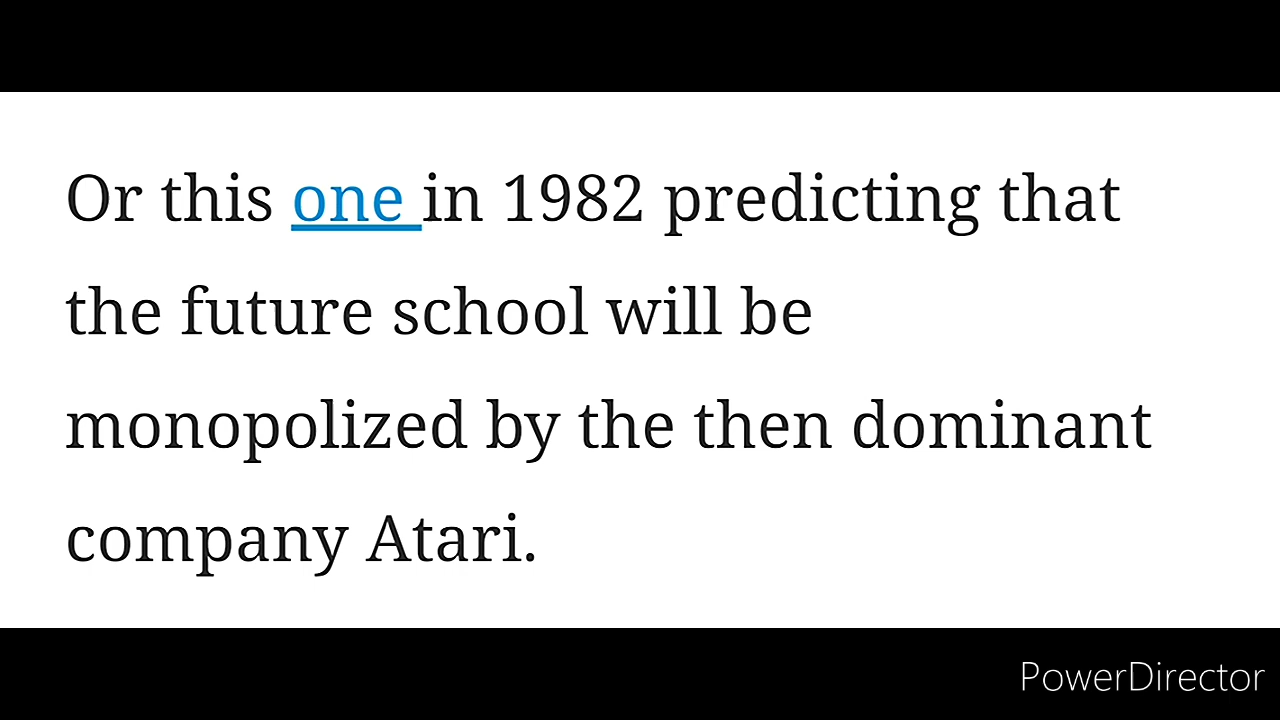 Or this one in 1982 predicting that
the future school will be
monopolized by the then dominant
company Atari.
PowerDirector